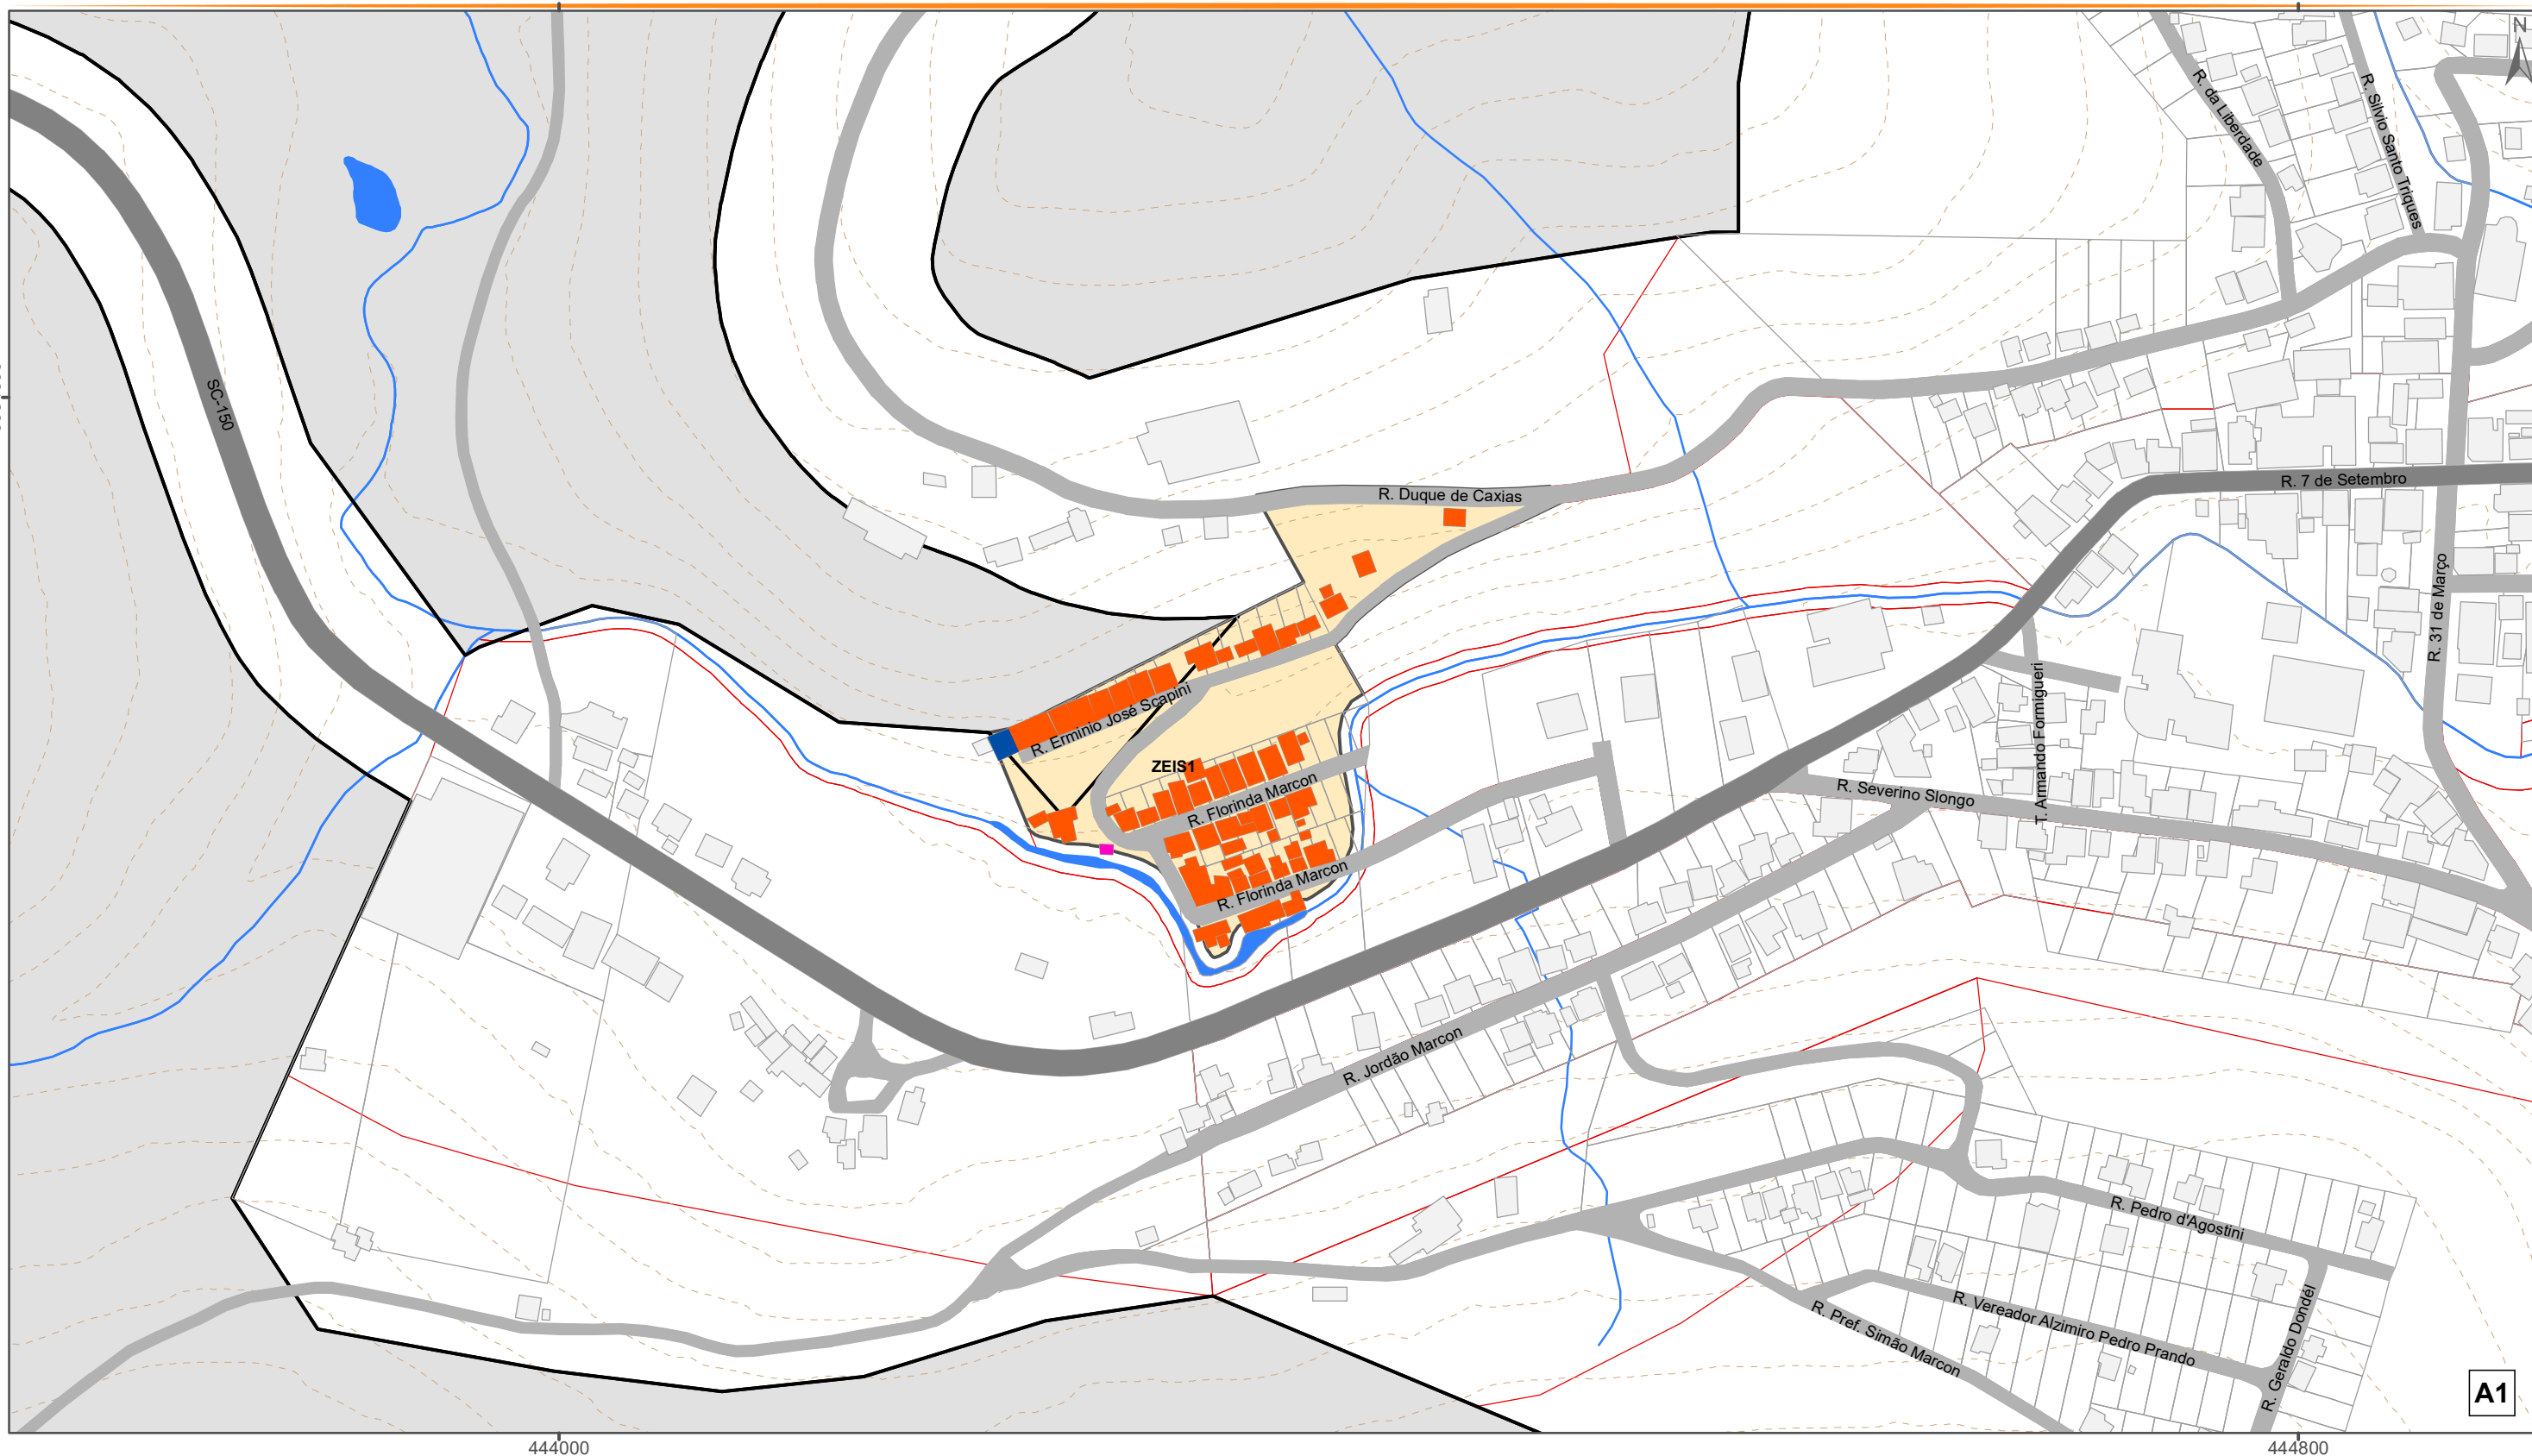 N
R. da Liberdade
R. Silvio Santo Triques
SC-150
R. Duque de Caxias
R. 7 de Setembro
R. 31 de Março
R. Erminio José Scapini
ZEIS1
R. Florinda Marcon
R. Florinda Marcon
T. Armando Formigueri
R. Severino Slongo
R. Jordão Marcon
R. Pedro d'Agostini
R. Vereador Alzimiro Pedro Prando
R. Pref. Simão Marcon
R. Geraldo Dondél
A1
444000
444800